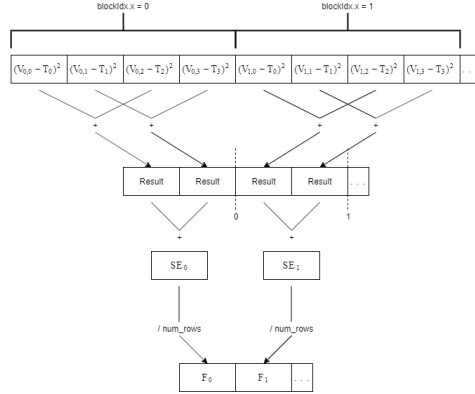 blockIdx.x = 0 blockIdx.x = 1
(V0,0 − T0)² (V0,1 − T1)² (V0,2 − T2)² (V0,3 − T3)² (V1,0 − T0)² (V1,1 − T1)² (V1,2 − T2)² (V1,3 − T3)² . . .
+ + + +
Result Result Result Result . . .
0 1
+ +
SE0 SE1
/ num_rows / num_rows
F0 F1 . . .